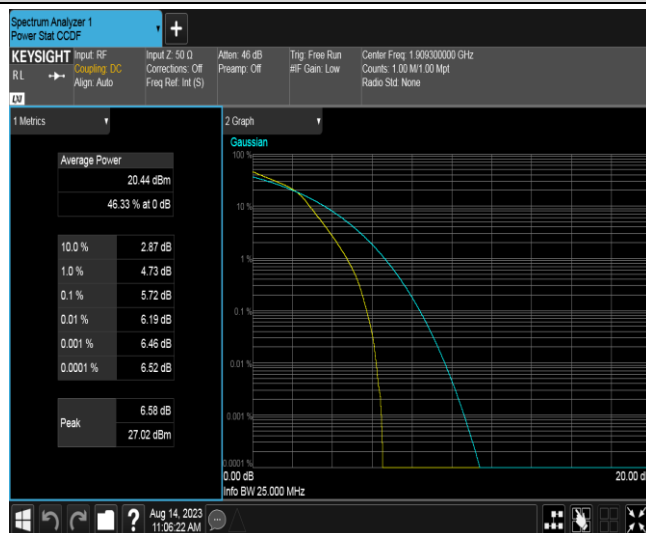 Spectrum Analyzer 1
Power Stat CCDF
+
KEYSIGHT
RL
LXI
Input: RF
Coupling: DC
Align: Auto
Input Z: 50 Ω
Corrections: Off
Freq Ref: Int (S)
Atten: 46 dB
Preamp: Off
Trig: Free Run
#IF Gain: Low
Center Freq: 1.909300000 GHz
Counts: 1.00 M/1.00 Mpt
Radio Std: None
1 Metrics
Average Power
20.44 dBm
46.33 % at 0 dB
10.0 % 2.87 dB
1.0 % 4.73 dB
0.1 % 5.72 dB
0.01 % 6.19 dB
0.001 % 6.46 dB
0.0001 % 6.52 dB
Peak
6.58 dB
27.02 dBm
2 Graph
Gaussian
100 %
10 %
1 %
0.1 %
0.01 %
0.001 %
0.0001 %
0.00 dB
20.00 d
Info BW 25.000 MHz
?
Aug 14, 2023
11:06:22 AM